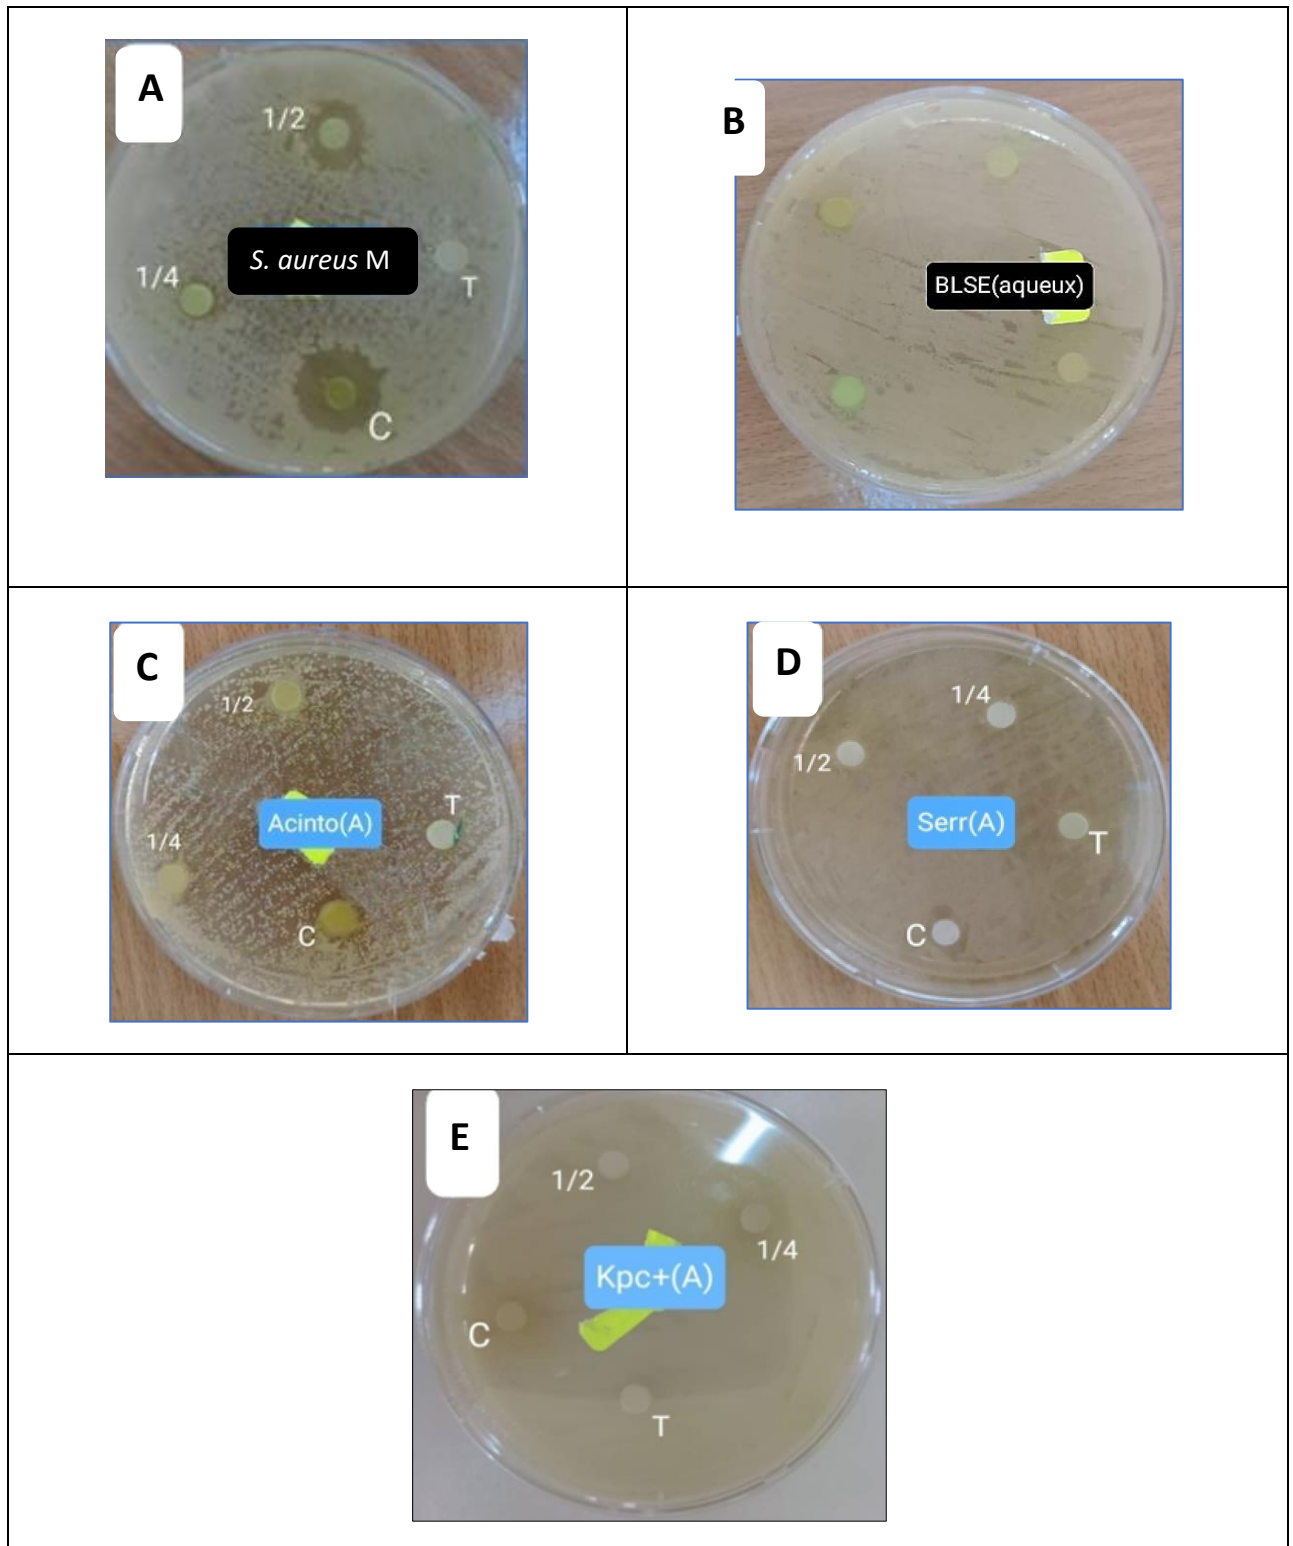 A
1/2
S. aureus M
1/4
T
C
B
BLSE(aqueux)
C
1/2
T
Acinto(A)
1/4
C
D
1/4
1/2
Serr(A)
T
C
E
1/2
1/4
Kpc+(A)
C
T